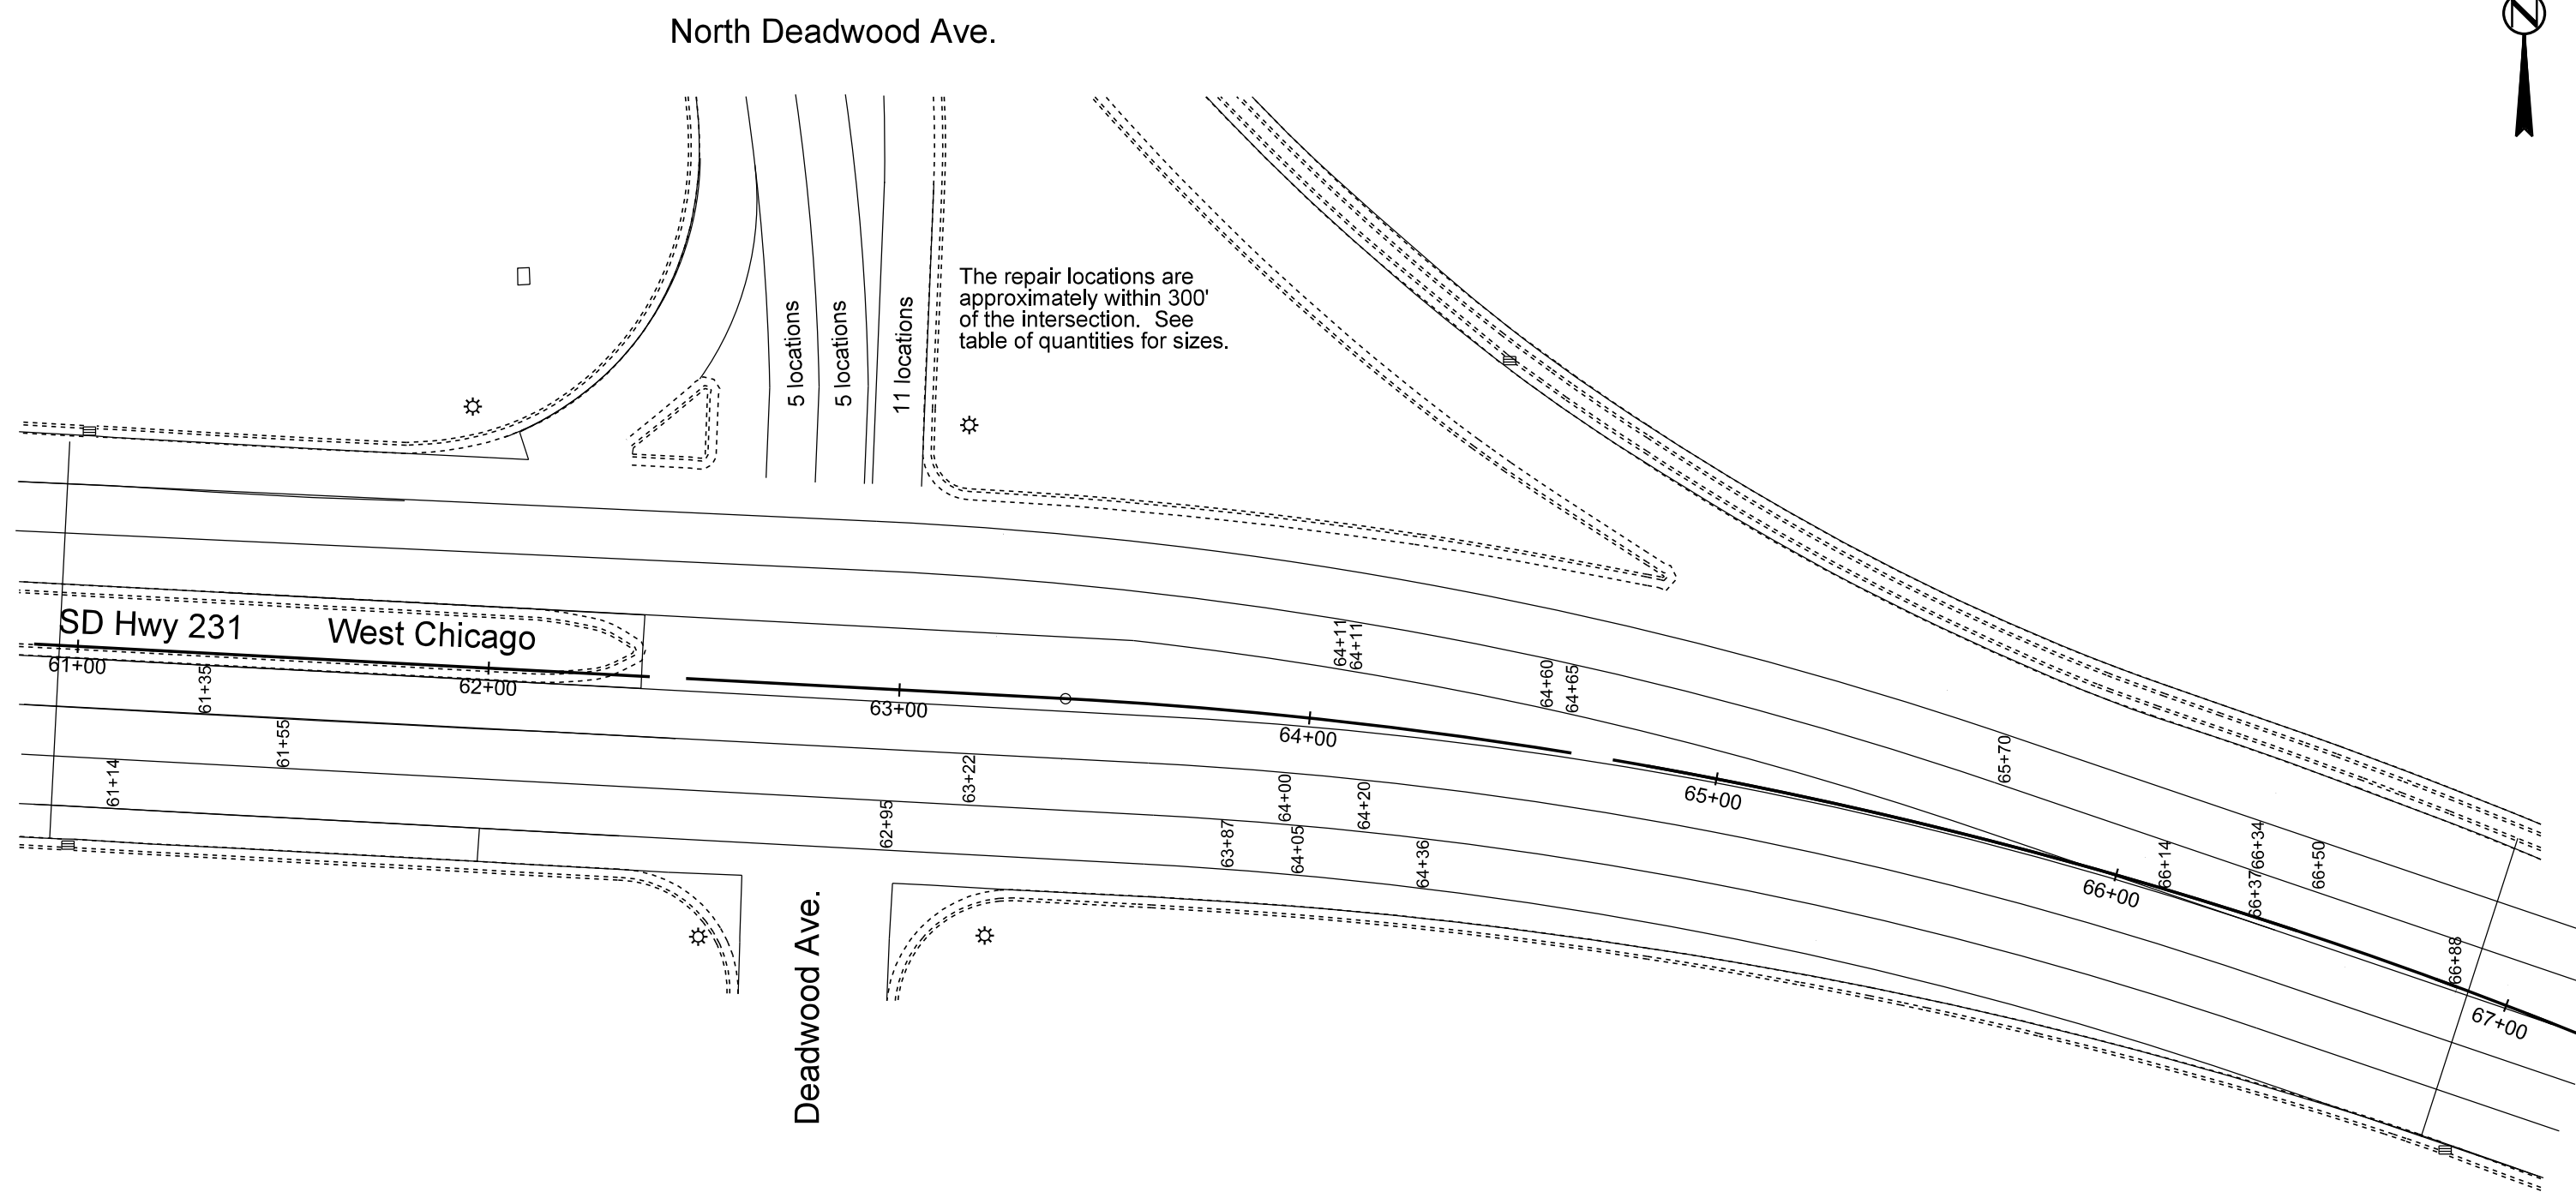 North Deadwood Ave.
N
The repair locations are
approximately within 300'
of the intersection. See
table of quantities for sizes.
5 locations
5 locations
11 locations
SD Hwy 231
West Chicago
61+00
62+00
63+00
64+00
65+00
66+00
67+00
61+14
61+35
61+55
62+95
63+22
63+87
64+00
64+05
64+20
64+36
64+11
64+11
64+60
64+65
65+70
66+14
66+37
66+34
66+50
66+88
Deadwood Ave.